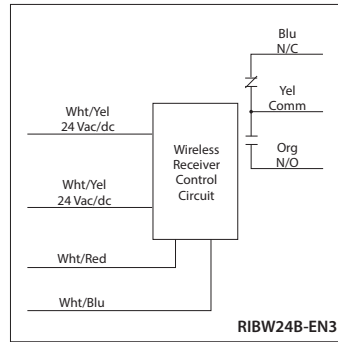 Blu
N/C
Yel
Comm
Org
N/O
Wht/Yel
24 Vac/dc
Wht/Yel
24 Vac/dc
Wireless
Receiver
Control
Circuit
Wht/Red
Wht/Blu
RIBW24B-EN3